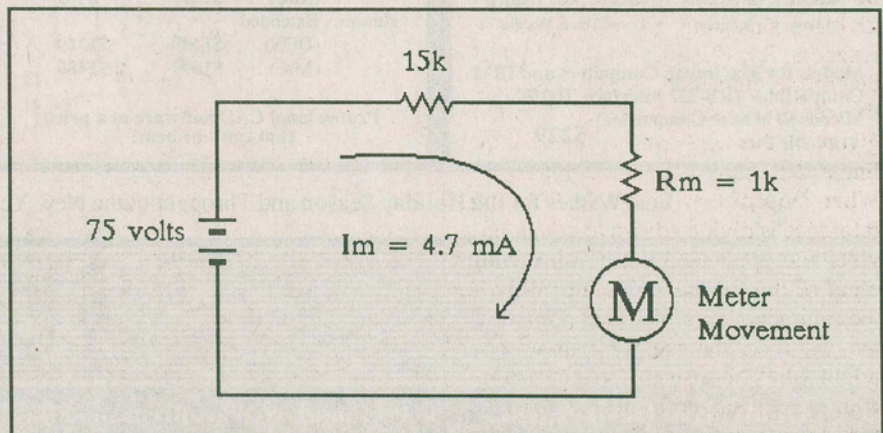 15k
Rm = 1k
75 volts
Im = 4.7 mA
M
Meter
Movement